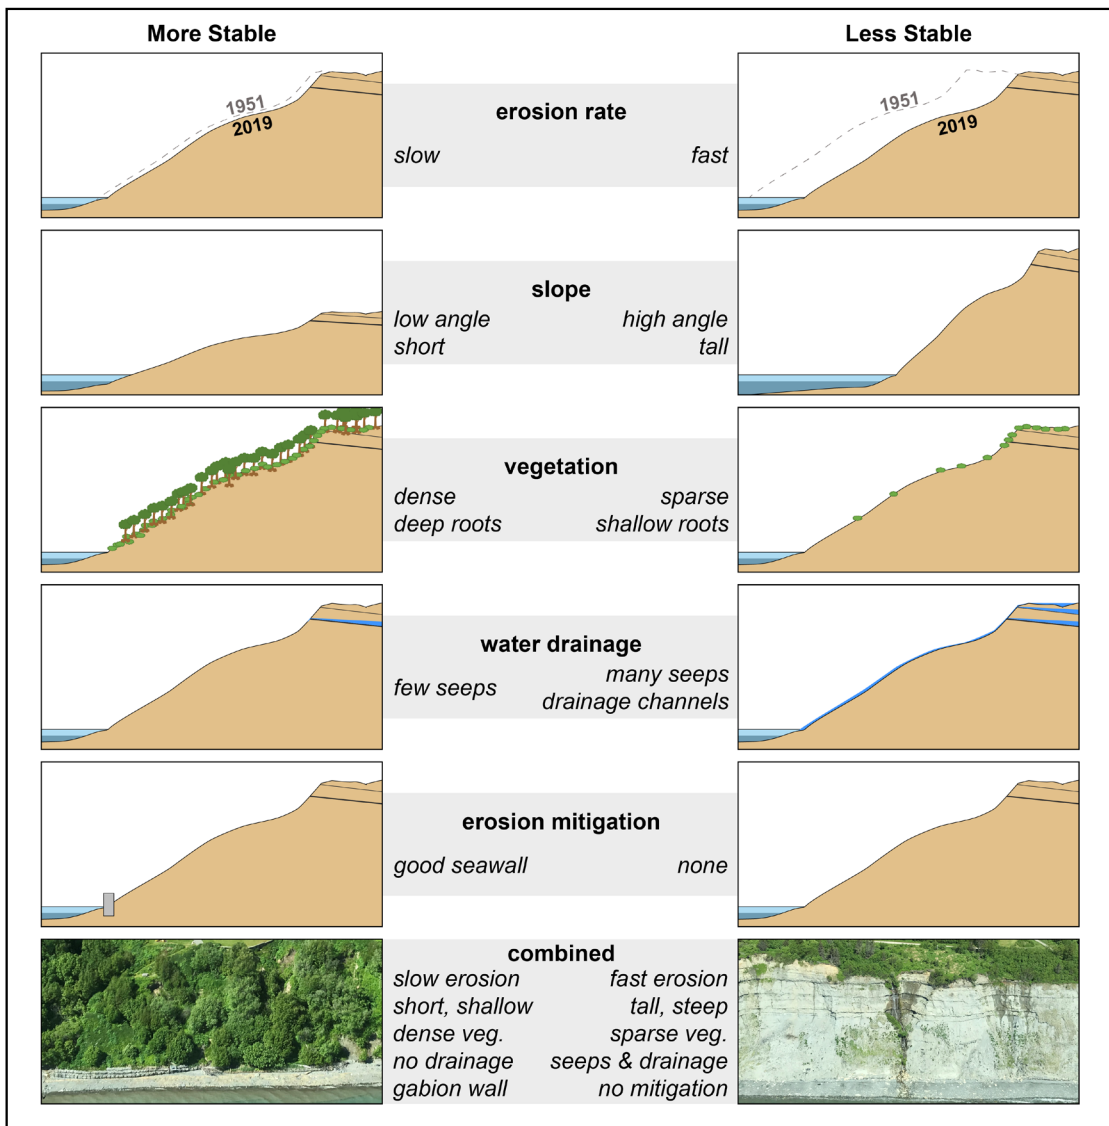 More Stable
Less Stable
1951
2019
erosion rate
slow
fast
1951
2019
slope
low angle
high angle
short
tall
vegetation
dense
sparse
deep roots
shallow roots
water drainage
few seeps
many seeps
drainage channels
erosion mitigation
good seawall
none
combined
slow erosion
fast erosion
short, shallow
tall, steep
dense veg.
sparse veg.
no drainage
seeps & drainage
gabion wall
no mitigation